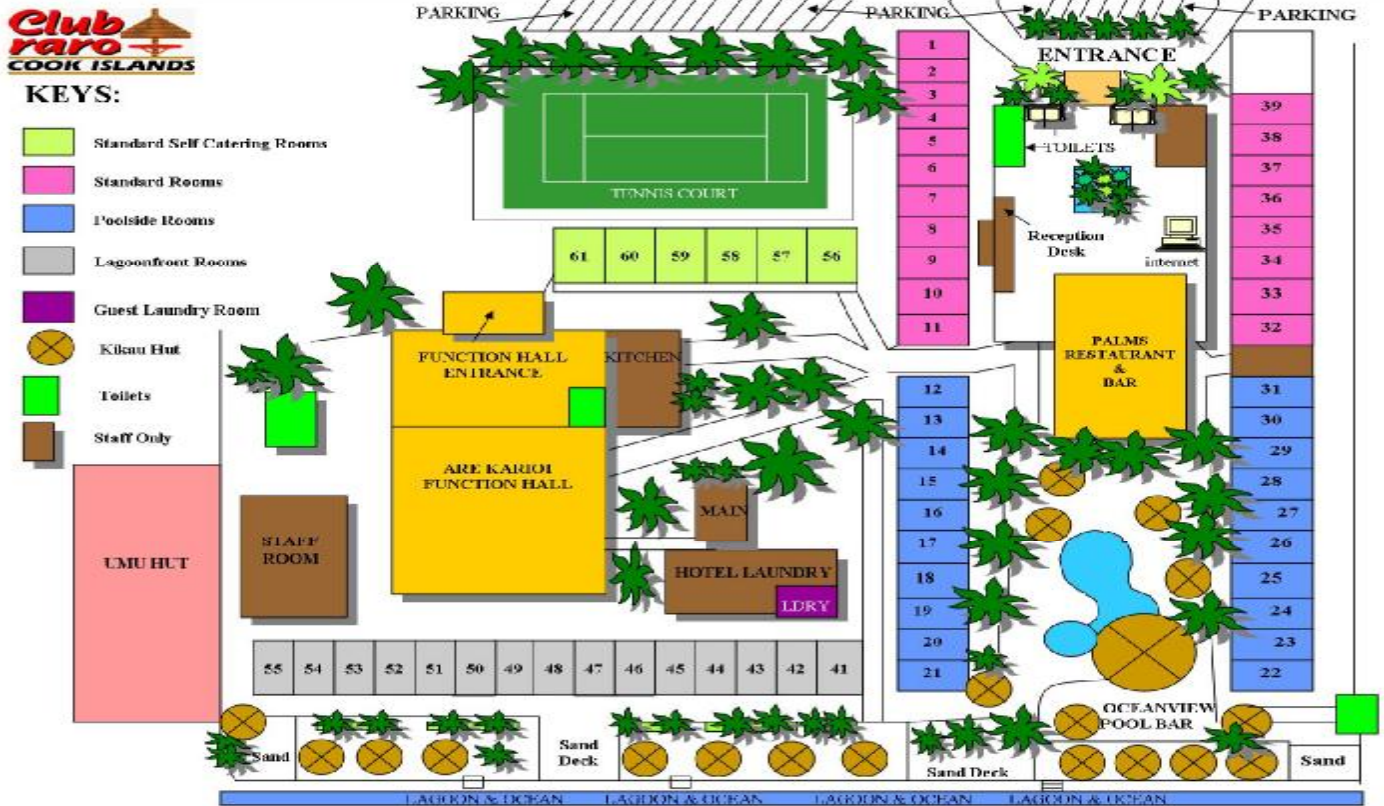 Club
raro
COOK ISLANDS
KEYS:
Standard Self Catering Rooms
Standard Rooms
Poolside Rooms
Lagoonfront Rooms
Guest Laundry Room
Kikau Hut
Toilets
Staff Only
PARKING
PARKING
PARKING
ENTRANCE
TENNIS COURT
TOILETS
Reception
Desk
internet
PALMS
RESTAURANT
&
BAR
1
2
3
4
5
6
7
8
9
10
11
12
13
14
15
16
17
18
19
20
21
39
38
37
36
35
34
33
32
31
30
29
28
27
26
25
24
23
22
61 60 59 58 57 56
FUNCTION HALL
ENTRANCE
KITCHEN
ARE KARIOI
FUNCTION HALL
MAIN
STAFF
ROOM
UMU HUT
HOTEL LAUNDRY
LDRY
55 54 53 52 51 50 49 48 47 46 45 44 43 42 41
OCEANVIEW
POOL BAR
Sand
Sand
Deck
Sand Deck
Sand
LAGOON & OCEAN LAGOON & OCEAN LAGOON & OCEAN LAGOON & OCEAN